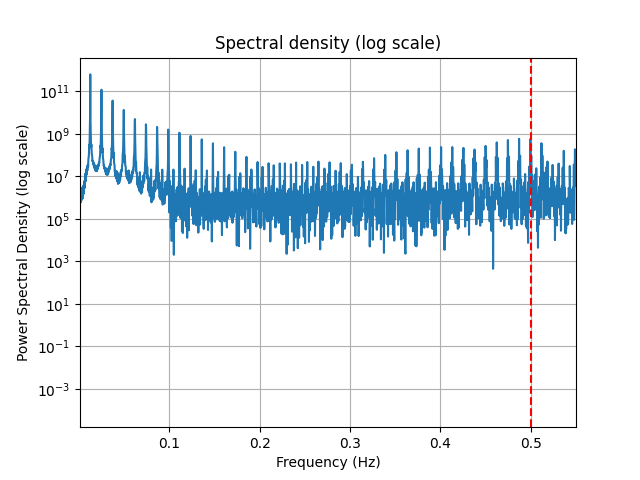 Spectral density (log scale)
Power Spectral Density (log scale)
10¹¹
10⁹
10⁷
10⁵
10³
10¹
10⁻¹
10⁻³
0.1 0.2 0.3 0.4 0.5
Frequency (Hz)